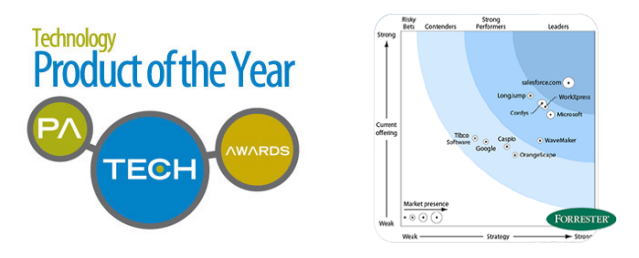 Technology
Product of the Year
PA
TECH
AWARDS
Risky
Bets
Contenders
Strong
Performers
Leaders
Strong
salesforce.com
LongJump
WorkXpress
Cordys
Microsoft
Current
offering
Tibco
Software
Google
Caspio
WaveMaker
OrangeScape
Market presence
Weak
FORRESTER
Weak
Strategy
Strong